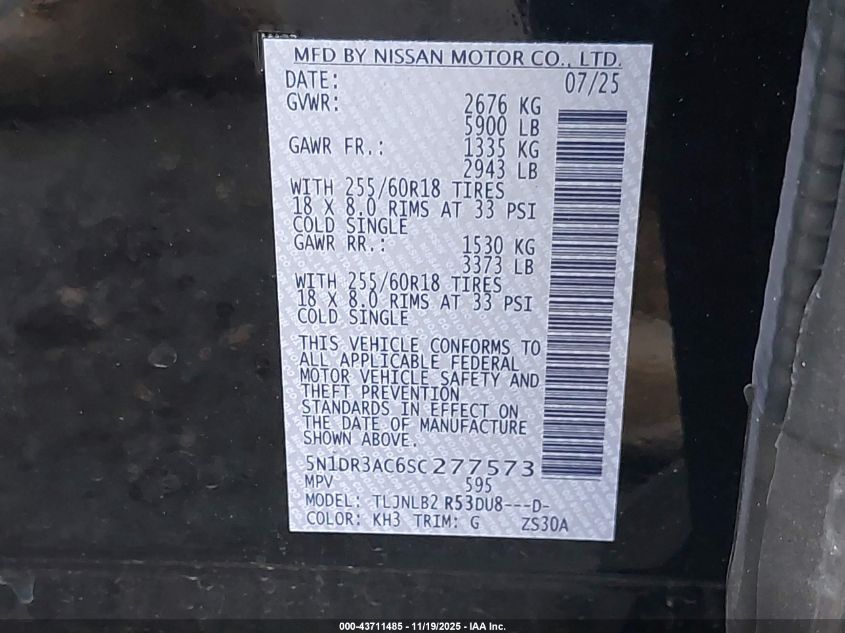 MFD BY NISSAN MOTOR CO., LTD.
DATE: 07/25
GVWR: 2676 KG
5900 LB
GAWR FR.: 1335 KG
2943 LB
WITH 255/60R18 TIRES
18 X 8.0 RIMS AT 33 PSI
COLD SINGLE
GAWR RR.: 1530 KG
3373 LB
WITH 255/60R18 TIRES
18 X 8.0 RIMS AT 33 PSI
COLD SINGLE
THIS VEHICLE CONFORMS TO
ALL APPLICABLE FEDERAL
MOTOR VEHICLE SAFETY AND
THEFT PREVENTION
STANDARDS IN EFFECT ON
THE DATE OF MANUFACTURE
SHOWN ABOVE.
5N1DR3AC6SC277573
MPV 595
MODEL: TLJNLB2 R53DU8---D-
COLOR: KH3 TRIM: G ZS30A
000-43711485 - 11/19/2025 - IAA Inc.